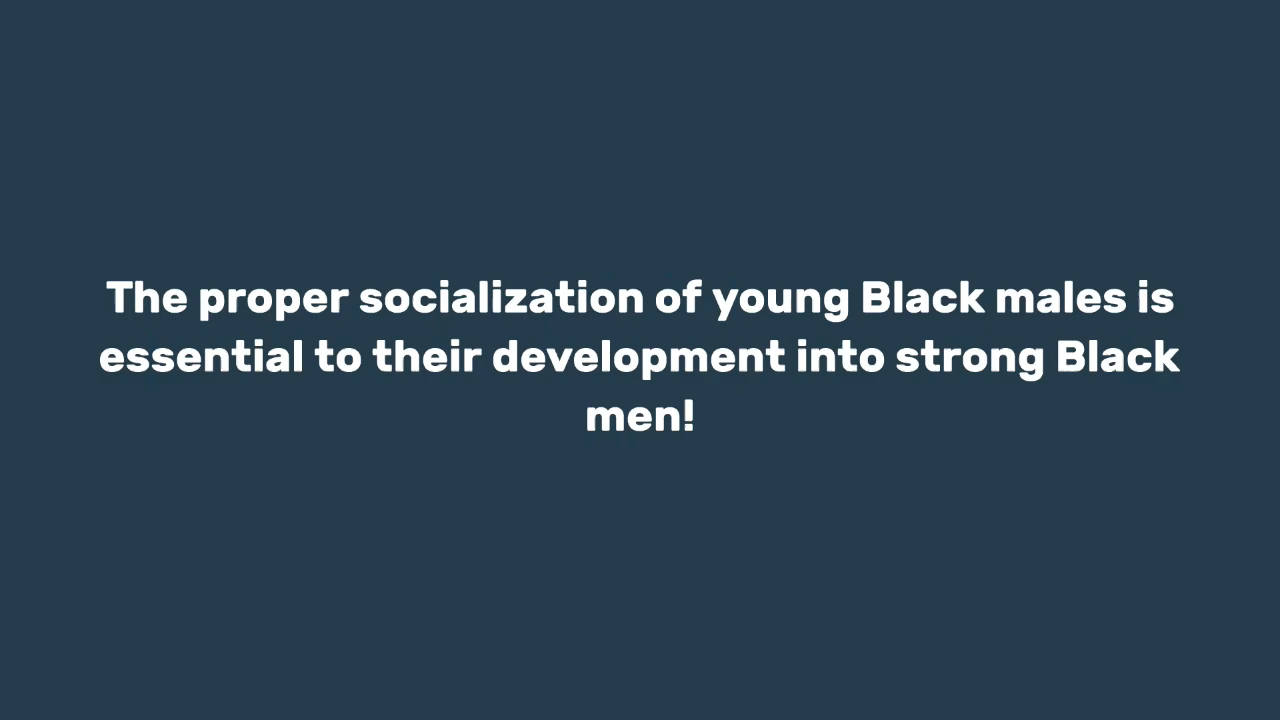 The proper socialization of young Black males is
essential to their development into strong Black
men!